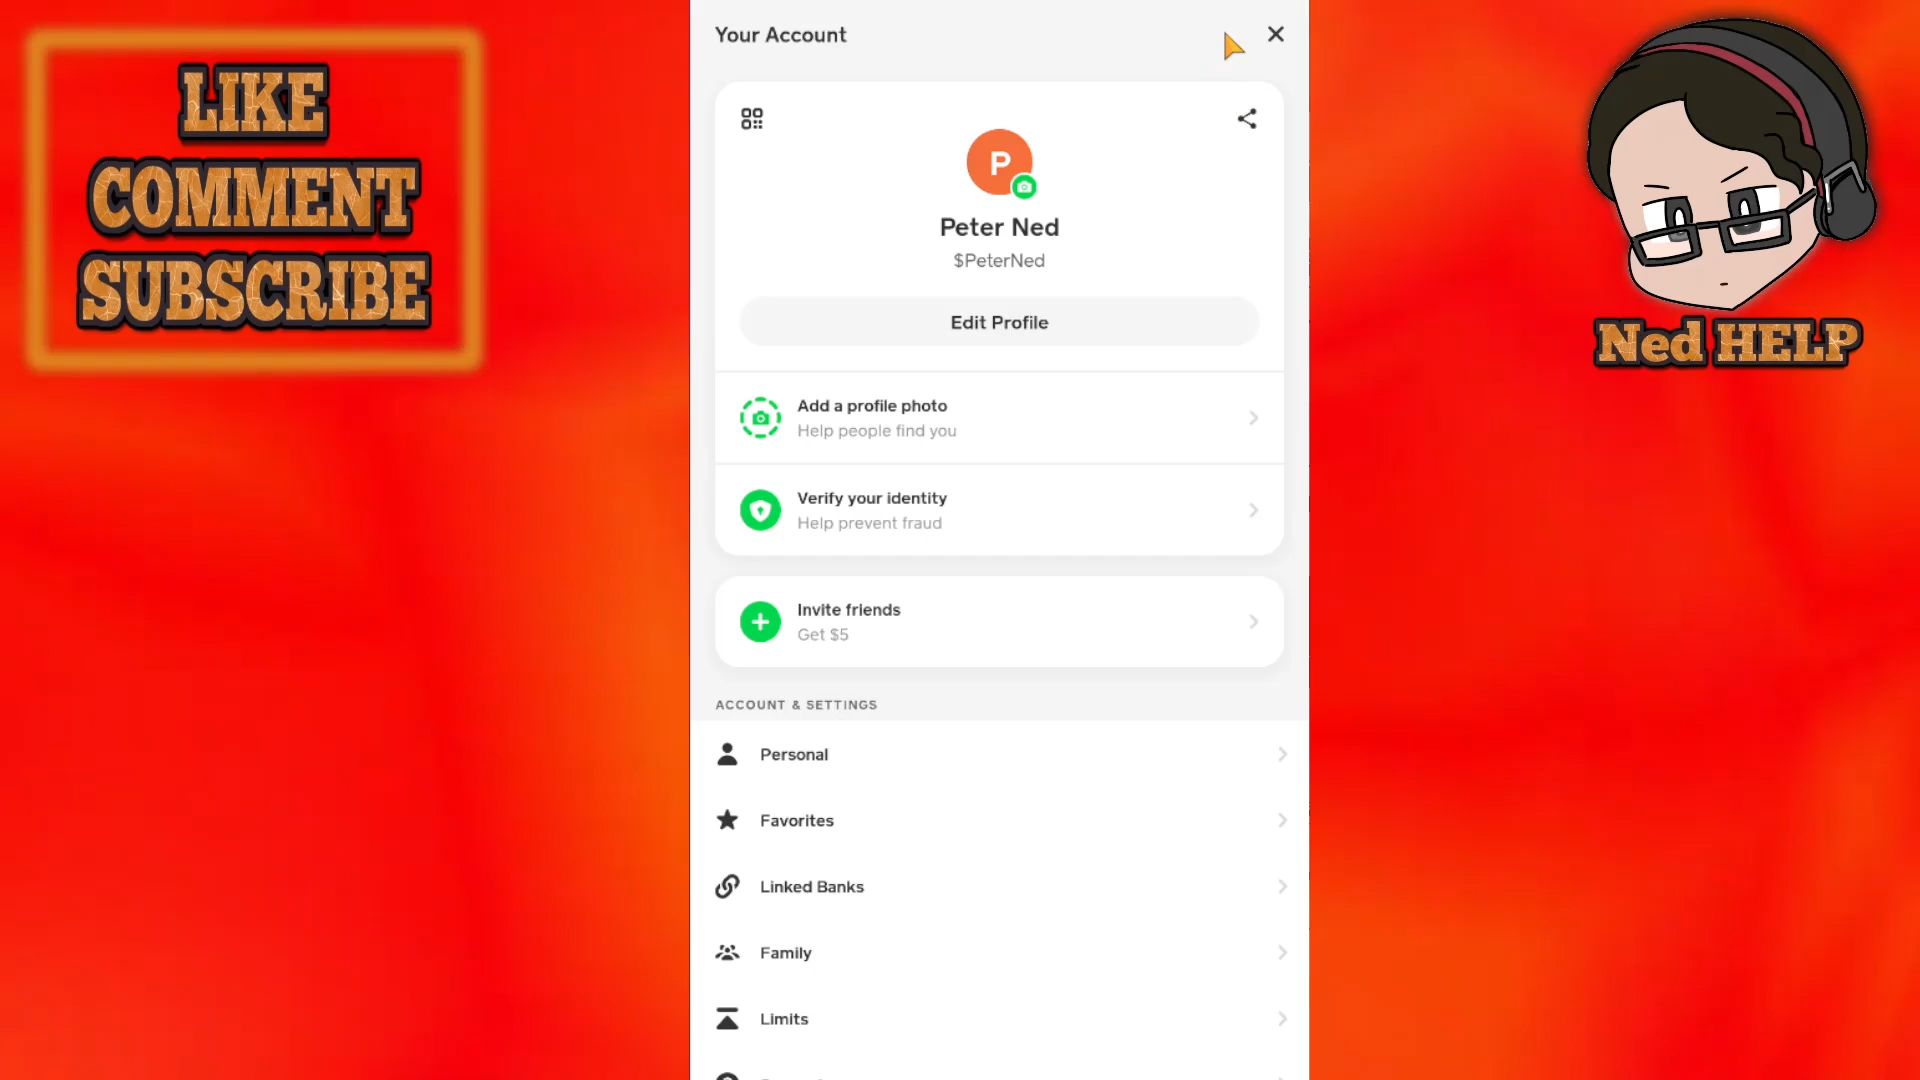 LIKE
COMMENT
SUBSCRIBE
Your Account
P
Peter Ned
$PeterNed
Edit Profile
Add a profile photo
Help people find you
Verify your identity
Help prevent fraud
Invite friends
Get $5
ACCOUNT & SETTINGS
Personal
Favorites
Linked Banks
Family
Limits
Ned HELP